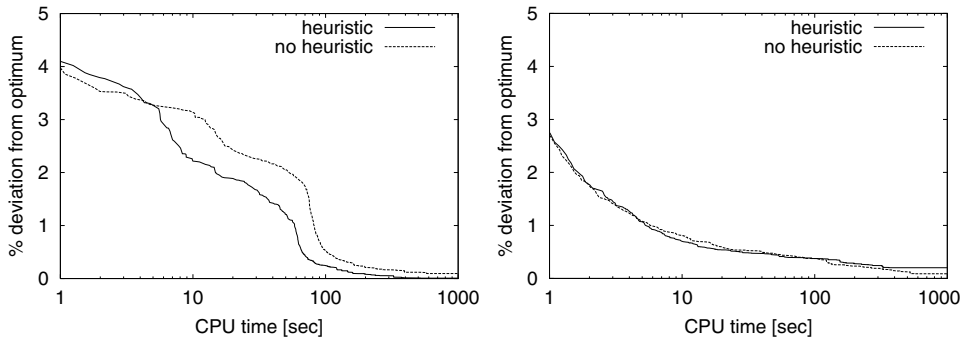 % deviation from optimum
5
4
3
2
1
0
heuristic
no heuristic
1 10 100 1000
CPU time [sec]
% deviation from optimum
5
4
3
2
1
0
heuristic
no heuristic
1 10 100 1000
CPU time [sec]